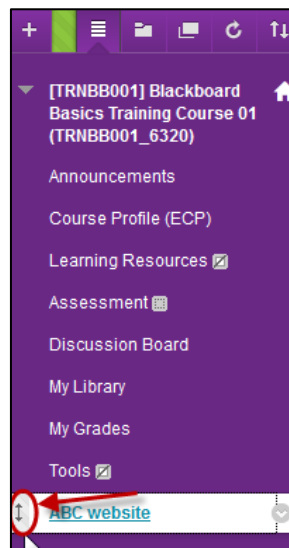 [TRNBB001] Blackboard
Basics Training Course 01
(TRNBB001_6320)
Announcements
Course Profile (ECP)
Learning Resources
Assessment
Discussion Board
My Library
My Grades
Tools
ABC website